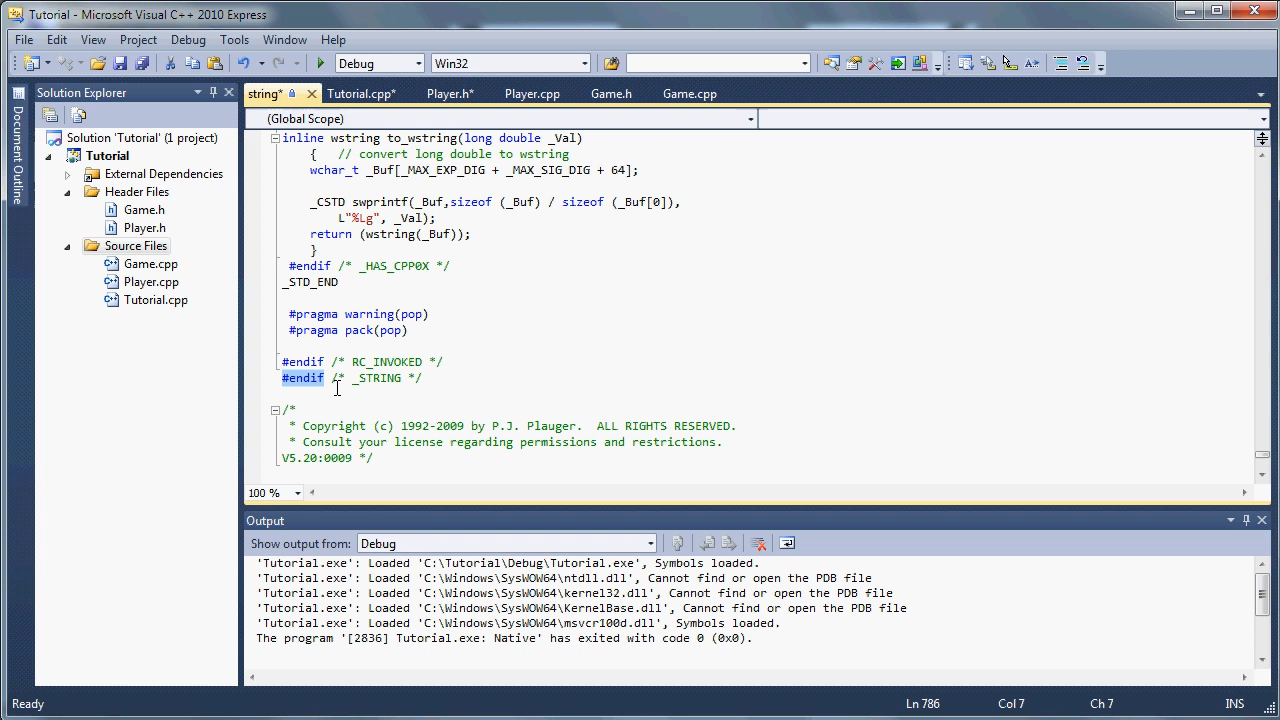 Tutorial - Microsoft Visual C++ 2010 Express
File Edit View Project Debug Tools Window Help
Debug Win32
Solution Explorer
string* Tutorial.cpp* Player.h* Player.cpp Game.h Game.cpp
(Global Scope)
Document Outline
Solution 'Tutorial' (1 project)
Tutorial
External Dependencies
Header Files
Game.h
Player.h
Source Files
Game.cpp
Player.cpp
Tutorial.cpp
inline wstring to_wstring(long double _Val)
{ // convert long double to wstring
wchar_t _Buf[_MAX_EXP_DIG + _MAX_SIG_DIG + 64];
_CSTD swprintf(_Buf,sizeof (_Buf) / sizeof (_Buf[0]),
L"%Lg", _Val);
return (wstring(_Buf));
}
#endif /* _HAS_CPP0X */
_STD_END
#pragma warning(pop)
#pragma pack(pop)
#endif /* RC_INVOKED */
#endif /* _STRING */
/*
* Copyright (c) 1992-2009 by P.J. Plauger. ALL RIGHTS RESERVED.
* Consult your license regarding permissions and restrictions.
V5.20:0009 */
100 %
Output
Show output from: Debug
'Tutorial.exe': Loaded 'C:\Tutorial\Debug\Tutorial.exe', Symbols loaded.
'Tutorial.exe': Loaded 'C:\Windows\SysWOW64\ntdll.dll', Cannot find or open the PDB file
'Tutorial.exe': Loaded 'C:\Windows\SysWOW64\kernel32.dll', Cannot find or open the PDB file
'Tutorial.exe': Loaded 'C:\Windows\SysWOW64\KernelBase.dll', Cannot find or open the PDB file
'Tutorial.exe': Loaded 'C:\Windows\SysWOW64\msvcr100d.dll', Symbols loaded.
The program '[2836] Tutorial.exe: Native' has exited with code 0 (0x0).
Ready Ln 786 Col 7 Ch 7 INS